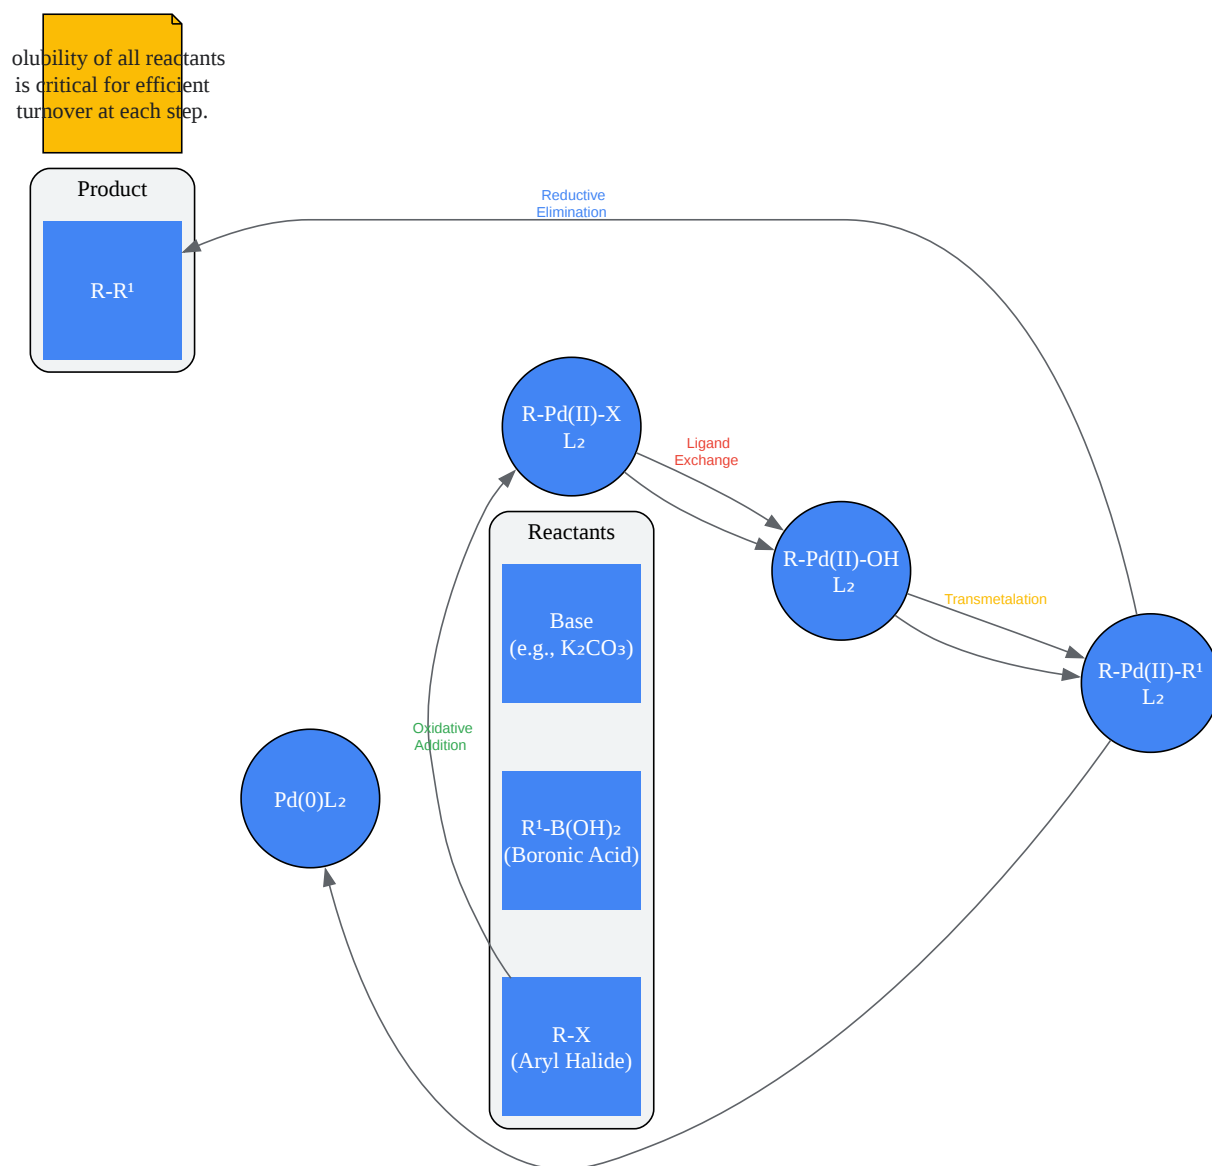 olubility of all reactants
is critical for efficient
turnover at each step.
Product
R-R¹
Reductive
Elimination
R-Pd(II)-X
L₂
Ligand
Exchange
R-Pd(II)-OH
L₂
Transmetalation
R-Pd(II)-R¹
L₂
Reactants
Base
(e.g., K₂CO₃)
Oxidative
Addition
Pd(0)L₂
R¹-B(OH)₂
(Boronic Acid)
R-X
(Aryl Halide)